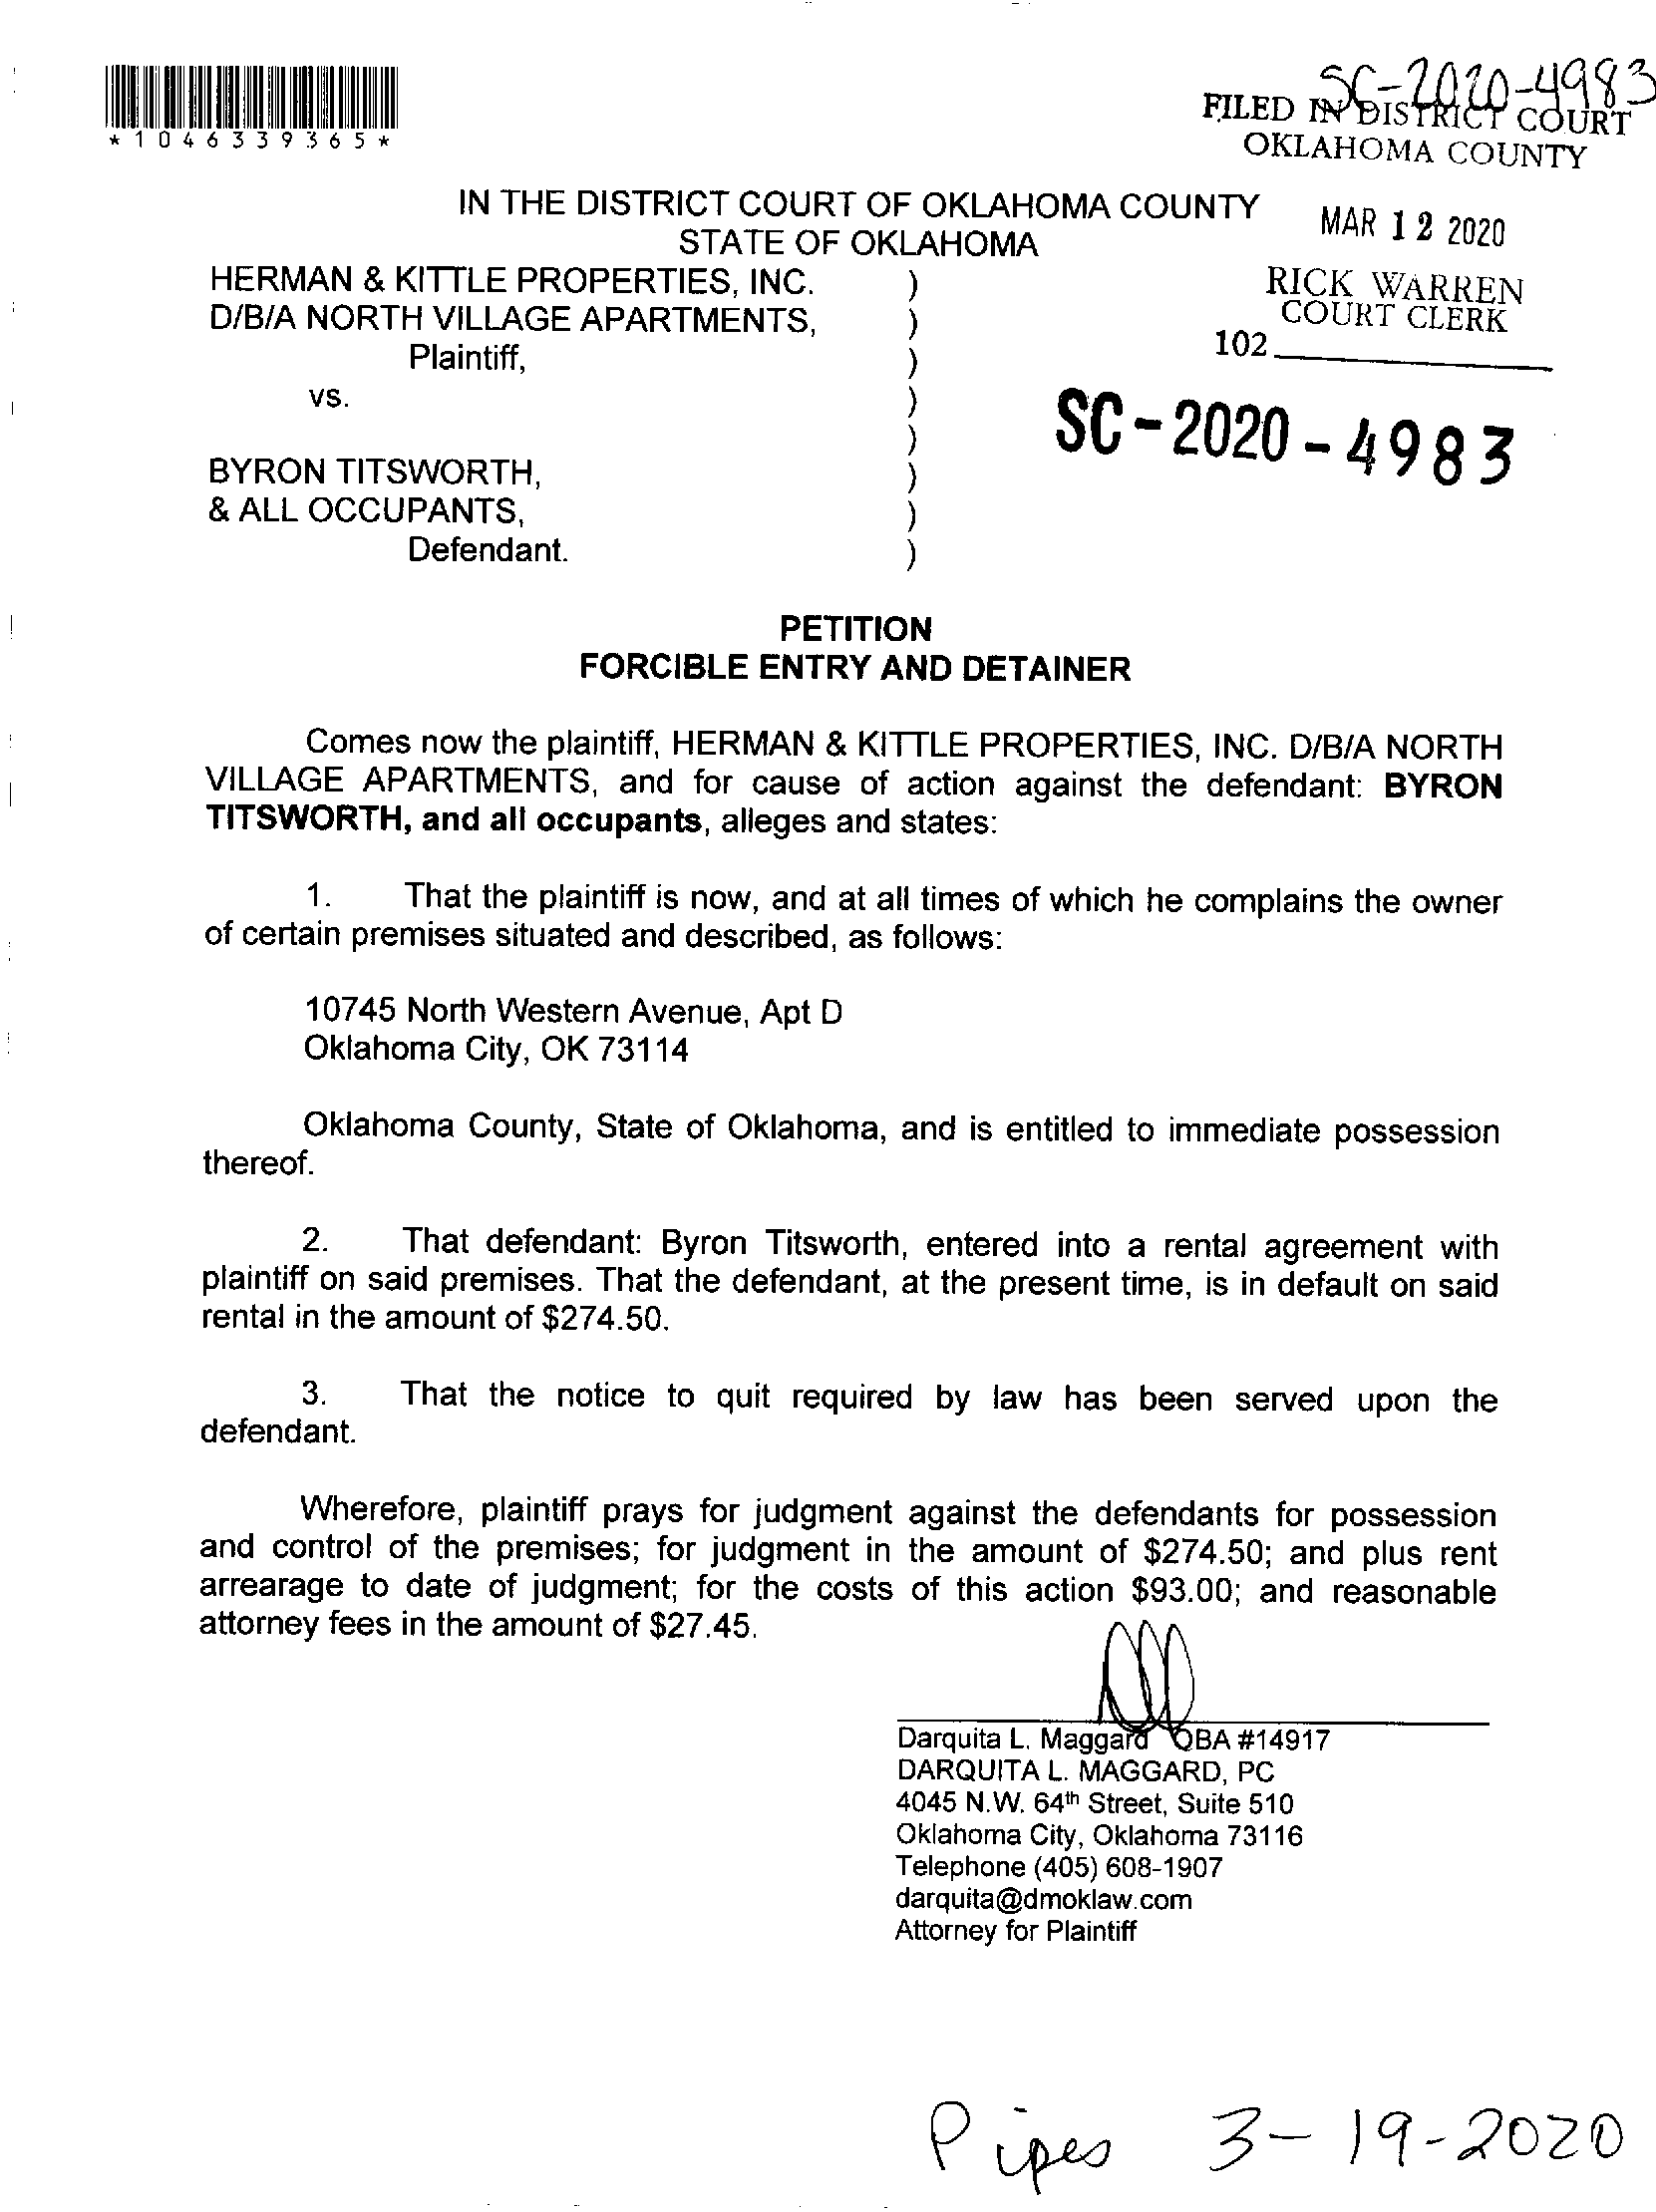 SC-2020-4983
FILED IN DISTRICT COURT
OKLAHOMA COUNTY
*1046339365*
IN THE DISTRICT COURT OF OKLAHOMA COUNTY
STATE OF OKLAHOMA
MAR 12 2020
HERMAN & KITTLE PROPERTIES, INC. )
D/B/A NORTH VILLAGE APARTMENTS, )
Plaintiff, )
RICK WARREN
COURT CLERK
102
vs. )
)
SC-2020-4983
BYRON TITSWORTH, )
& ALL OCCUPANTS, )
Defendant. )
PETITION
FORCIBLE ENTRY AND DETAINER
Comes now the plaintiff, HERMAN & KITTLE PROPERTIES, INC. D/B/A NORTH
VILLAGE APARTMENTS, and for cause of action against the defendant: BYRON
TITSWORTH, and all occupants, alleges and states:
1. That the plaintiff is now, and at all times of which he complains the owner
of certain premises situated and described, as follows:
10745 North Western Avenue, Apt D
Oklahoma City, OK 73114
Oklahoma County, State of Oklahoma, and is entitled to immediate possession
thereof.
2. That defendant: Byron Titsworth, entered into a rental agreement with
plaintiff on said premises. That the defendant, at the present time, is in default on said
rental in the amount of $274.50.
3. That the notice to quit required by law has been served upon the
defendant.
Wherefore, plaintiff prays for judgment against the defendants for possession
and control of the premises; for judgment in the amount of $274.50; and plus rent
arrearage to date of judgment; for the costs of this action $93.00; and reasonable
attorney fees in the amount of $27.45.
Darquita L. Maggard OBA #14917
DARQUITA L. MAGGARD, PC
4045 N.W. 64th Street, Suite 510
Oklahoma City, Oklahoma 73116
Telephone (405) 608-1907
darquita@dmoklaw.com
Attorney for Plaintiff
Pipes 3-19-2020